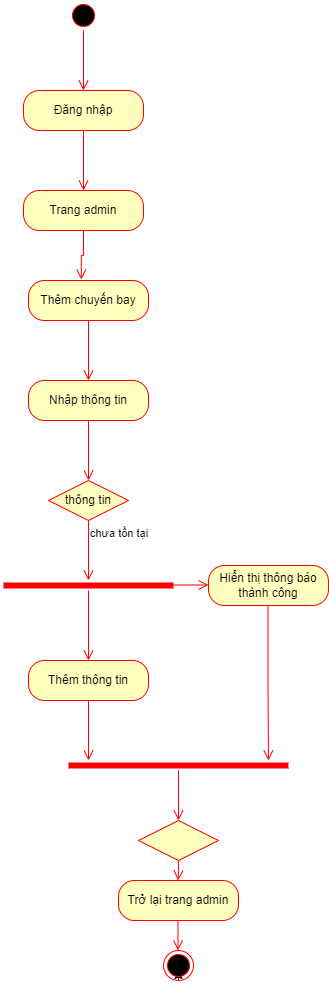 Đăng nhập
Trang admin
Thêm chuyến bay
Nhập thông tin
thông tin
chưa tồn tại
Hiển thị thông báo
thành công
Thêm thông tin
Trở lại trang admin